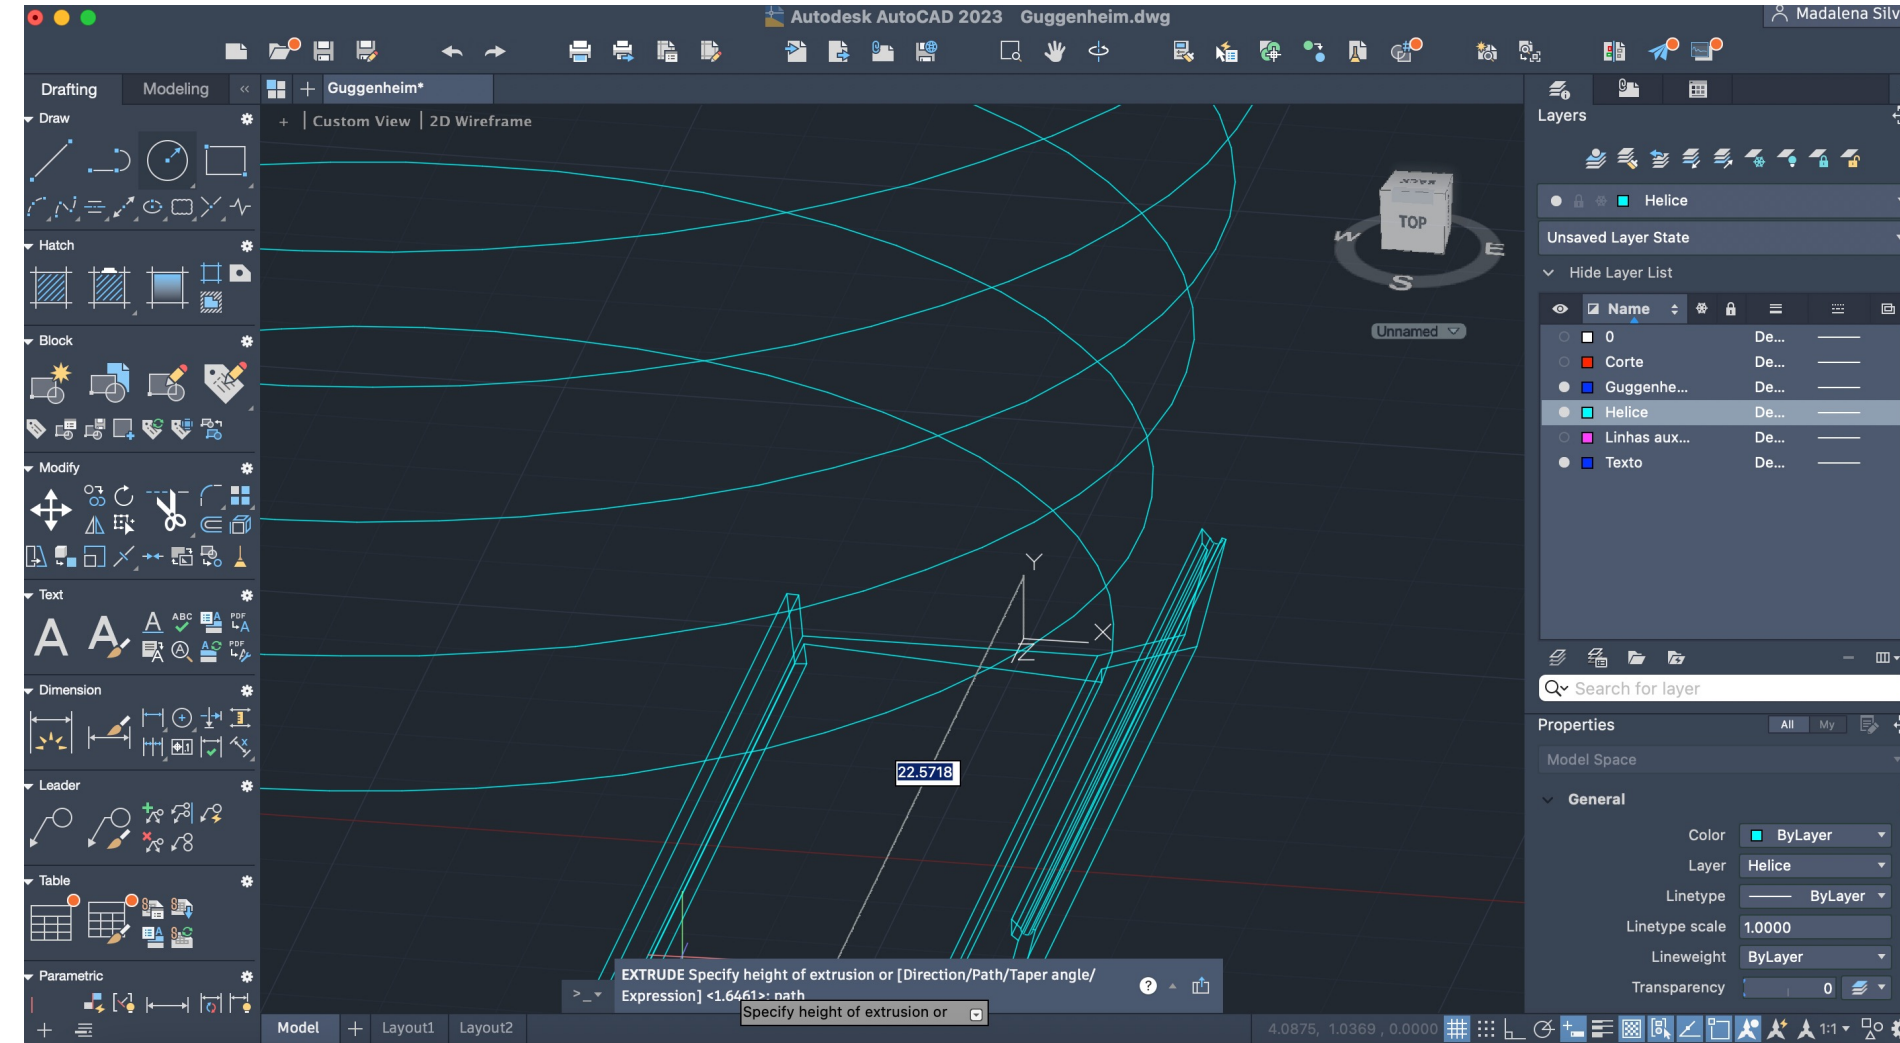 Autodesk AutoCAD 2023 Guggenheim.dwg
Madalena Silv
Drafting Modeling
Guggenheim*
Draw
+ Custom View 2D Wireframe
Hatch
Block
Modify
Text
A A A ABC A PDF
A PDF
Dimension
Leader
Table
Parametric
TOP
W E
S
Unnamed
Y
X
Z
22.5718
EXTRUDE Specify height of extrusion or [Direction/Path/Taper angle/
Expression] <1.6461>: path
Specify height of extrusion or
Model + Layout1 Layout2
4.0875, 1.0369, 0.0000
1:1
Layers
Helice
Unsaved Layer State
Hide Layer List
Name
0 De...
Corte De...
Guggenhe... De...
Helice De...
Linhas aux... De...
Texto De...
Search for layer
Properties All My
Model Space
General
Color ByLayer
Layer Helice
Linetype ByLayer
Linetype scale 1.0000
Lineweight ByLayer
Transparency 0